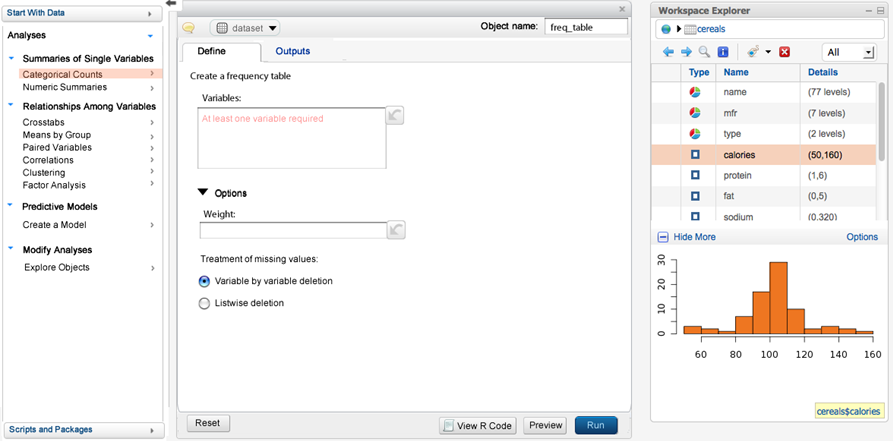 Start With Data
Analyses
Summaries of Single Variables
Categorical Counts
Numeric Summaries
Relationships Among Variables
Crosstabs
Means by Group
Paired Variables
Correlations
Clustering
Factor Analysis
Predictive Models
Create a Model
Modify Analyses
Explore Objects
Scripts and Packages
dataset
Object name: freq_table
Define Outputs
Create a frequency table
Variables:
At least one variable required
Options
Weight:
Treatment of missing values:
Variable by variable deletion
Listwise deletion
Reset View R Code Preview Run
Workspace Explorer
cereals
All
Type Name Details
name (77 levels)
mfr (7 levels)
type (2 levels)
calories (50,160)
protein (1,6)
fat (0,5)
sodium (0.320)
Hide More Options
30
20
10
0
60 80 100 120 140 160
cereals$calories